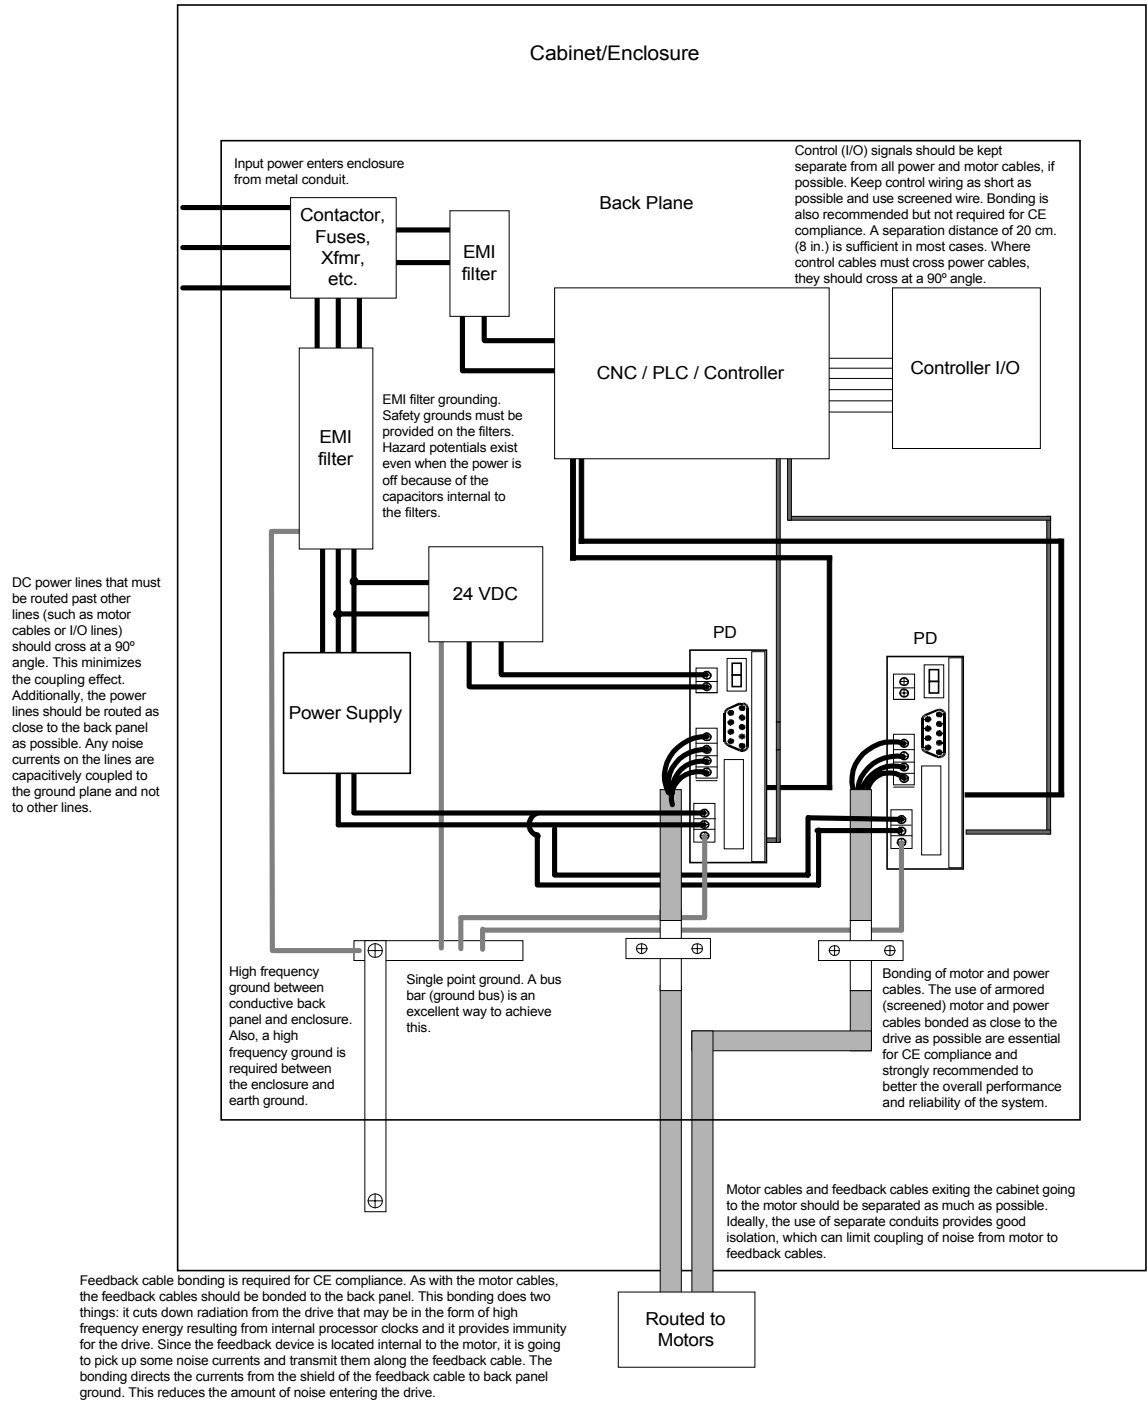 Cabinet/Enclosure
Input power enters enclosure
from metal conduit.
Back Plane
Control (I/O) signals should be kept
separate from all power and motor cables, if
possible. Keep control wiring as short as
possible and use screened wire. Bonding is
also recommended but not required for CE
compliance. A separation distance of 20 cm.
(8 in.) is sufficient in most cases. Where
control cables must cross power cables,
they should cross at a 90º angle.
Contactor,
Fuses,
Xfmr,
etc.
EMI
filter
CNC / PLC / Controller
Controller I/O
EMI
filter
EMI filter grounding.
Safety grounds must be
provided on the filters.
Hazard potentials exist
even when the power is
off because of the
capacitors internal to
the filters.
DC power lines that must
be routed past other
lines (such as motor
cables or I/O lines)
should cross at a 90º
angle. This minimizes
the coupling effect.
Additionally, the power
lines should be routed as
close to the back panel
as possible. Any noise
currents on the lines are
capacitively coupled to
the ground plane and not
to other lines.
24 VDC
PD
PD
Power Supply
High frequency
ground between
conductive back
panel and enclosure.
Also, a high
frequency ground is
required between
the enclosure and
earth ground.
Single point ground. A bus
bar (ground bus) is an
excellent way to achieve
this.
Bonding of motor and power
cables. The use of armored
(screened) motor and power
cables bonded as close to the
drive as possible are essential
for CE compliance and
strongly recommended to
better the overall performance
and reliability of the system.
Motor cables and feedback cables exiting the cabinet going
to the motor should be separated as much as possible.
Ideally, the use of separate conduits provides good
isolation, which can limit coupling of noise from motor to
feedback cables.
Feedback cable bonding is required for CE compliance. As with the motor cables,
the feedback cables should be bonded to the back panel. This bonding does two
things: it cuts down radiation from the drive that may be in the form of high
frequency energy resulting from internal processor clocks and it provides immunity
for the drive. Since the feedback device is located internal to the motor, it is going
to pick up some noise currents and transmit them along the feedback cable. The
bonding directs the currents from the shield of the feedback cable to back panel
ground. This reduces the amount of noise entering the drive.
Routed to
Motors